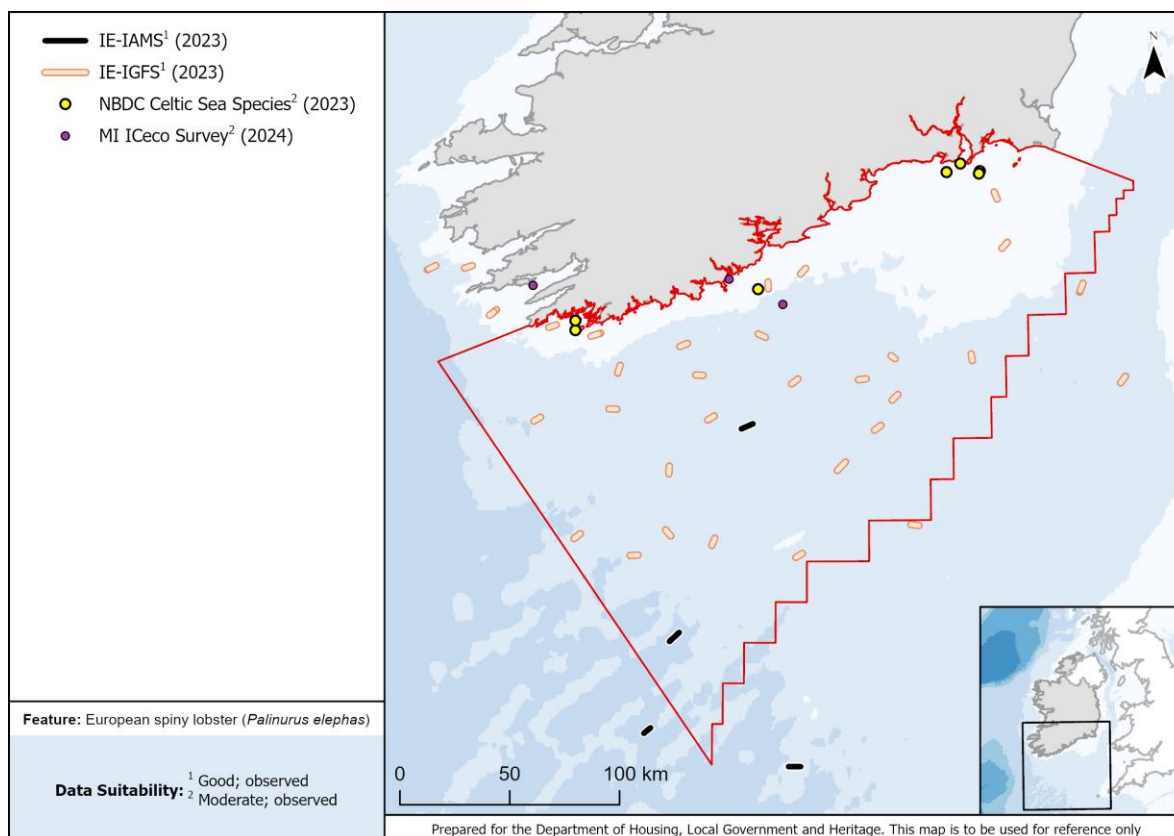 IE-IAMS¹ (2023)
IE-IGFS¹ (2023)
NBDC Celtic Sea Species² (2023)
MI ICeco Survey² (2024)
N
Feature: European spiny lobster (Palinurus elephas)
Data Suitability: ¹ Good; observed
² Moderate; observed
0 50 100 km
Prepared for the Department of Housing, Local Government and Heritage. This map is to be used for reference only